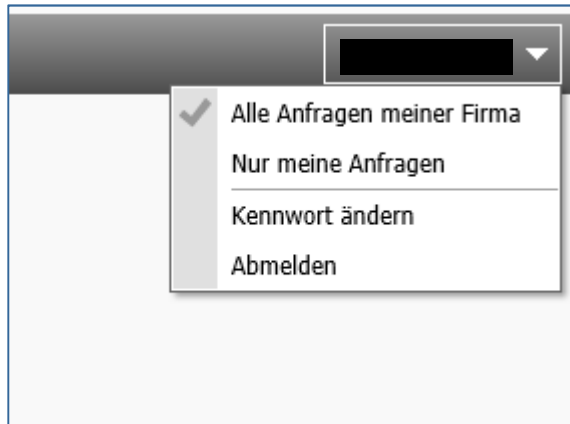 Alle Anfragen meiner Firma
Nur meine Anfragen
Kennwort ändern
Abmelden